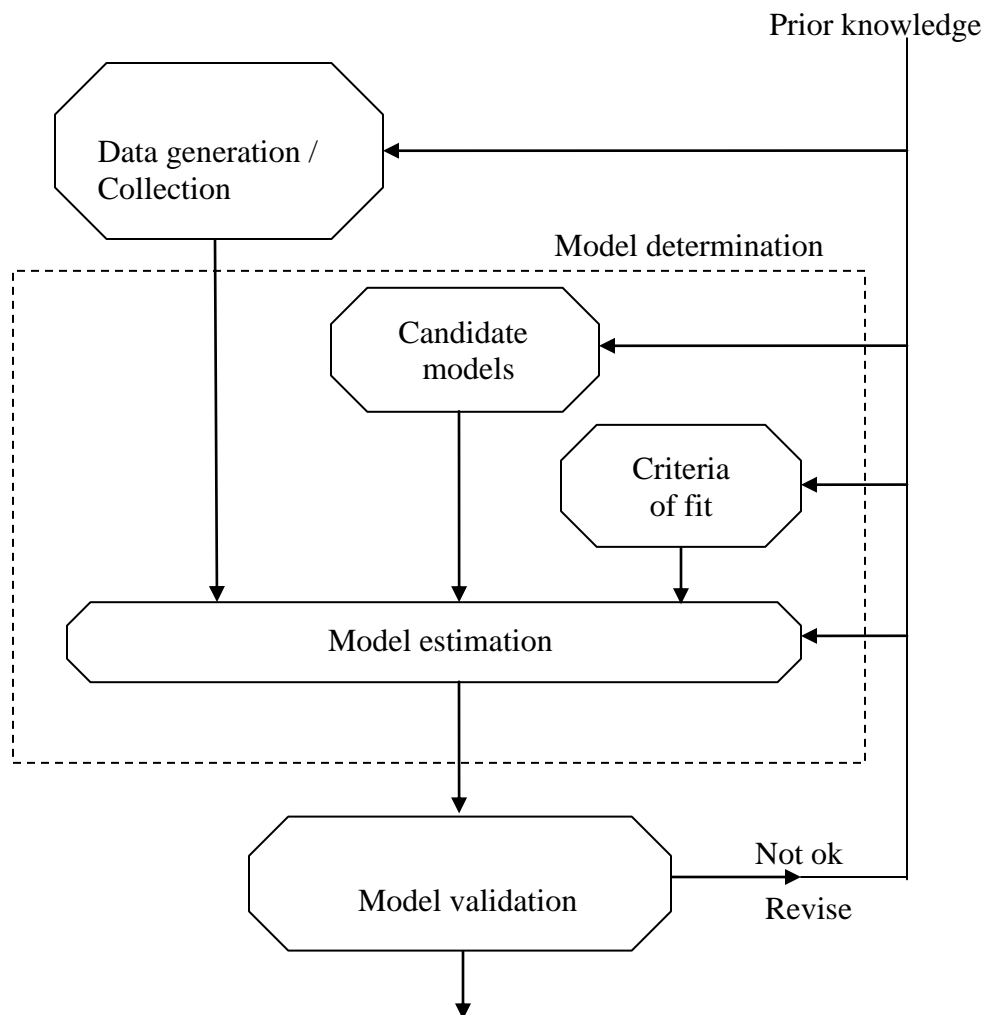 Prior knowledge
Data generation /
Collection
Model determination
Candidate
models
Criteria
of fit
Model estimation
Not ok
Model validation
Revise